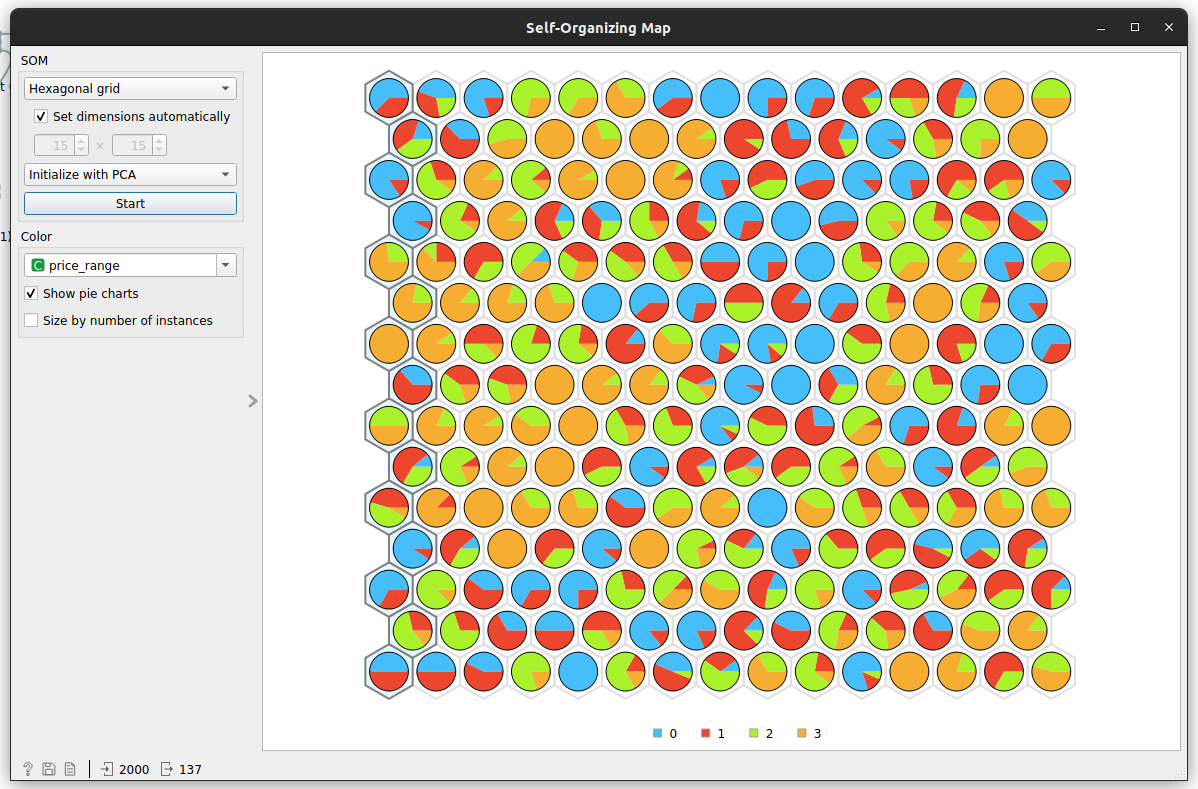 Self-Organizing Map
SOM
Hexagonal grid
Set dimensions automatically
15 × 15
Initialize with PCA
Start
Color
C price_range
Show pie charts
Size by number of instances
0 1 2 3
? 2000 137
t
1)